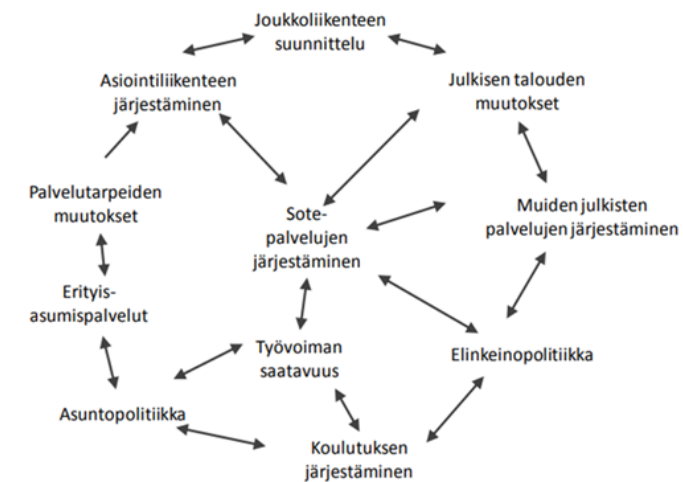 Joukkoliikenteen
suunnittelu
Asiointiliikenteen
järjestäminen
Julkisen talouden
muutokset
Palvelutarpeiden
muutokset
Sote-
palvelujen
järjestäminen
Muiden julkisten
palvelujen järjestäminen
Erityis-
asumispalvelut
Työvoiman
saatavuus
Elinkeinopolitiikka
Asuntopolitiikka
Koulutuksen
järjestäminen